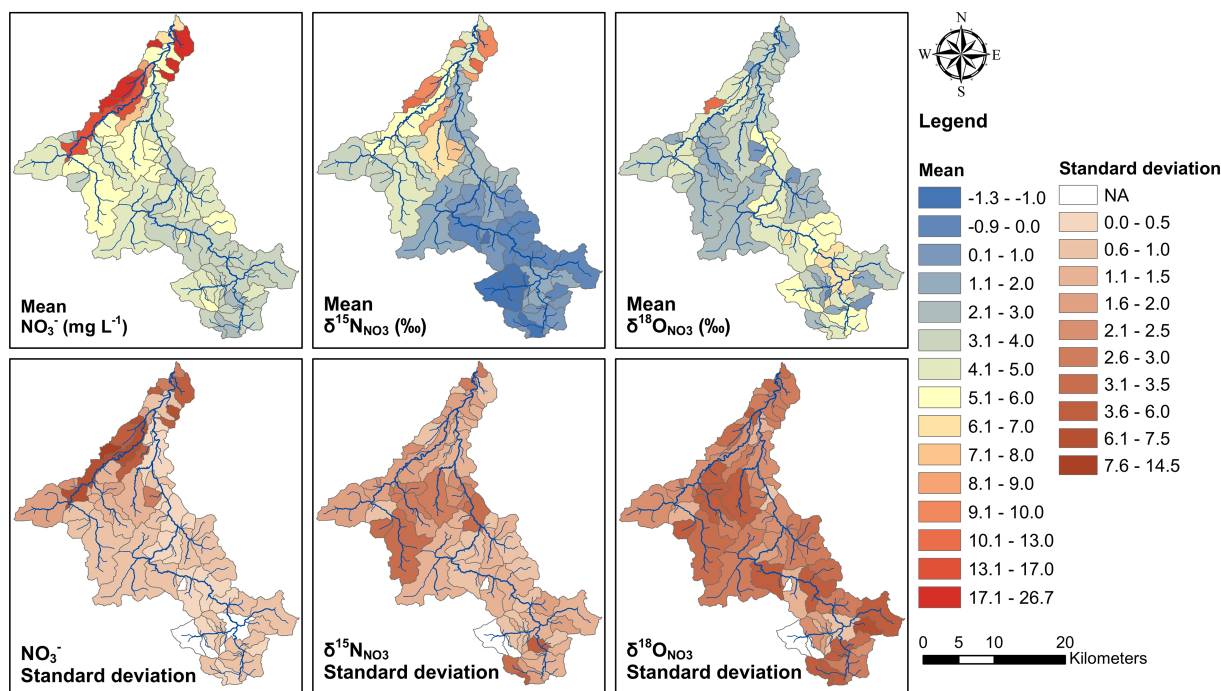 Mean
NO₃⁻ (mg L⁻¹)
Mean
δ¹⁵N_NO3 (‰)
Mean
δ¹⁸O_NO3 (‰)
NO₃⁻
Standard deviation
δ¹⁵N_NO3
Standard deviation
δ¹⁸O_NO3
Standard deviation
N
W E
S
Legend
Mean
-1.3 - -1.0
-0.9 - 0.0
0.1 - 1.0
1.1 - 2.0
2.1 - 3.0
3.1 - 4.0
4.1 - 5.0
5.1 - 6.0
6.1 - 7.0
7.1 - 8.0
8.1 - 9.0
9.1 - 10.0
10.1 - 13.0
13.1 - 17.0
17.1 - 26.7
Standard deviation
NA
0.0 - 0.5
0.6 - 1.0
1.1 - 1.5
1.6 - 2.0
2.1 - 2.5
2.6 - 3.0
3.1 - 3.5
3.6 - 6.0
6.1 - 7.5
7.6 - 14.5
0 5 10 20
Kilometers